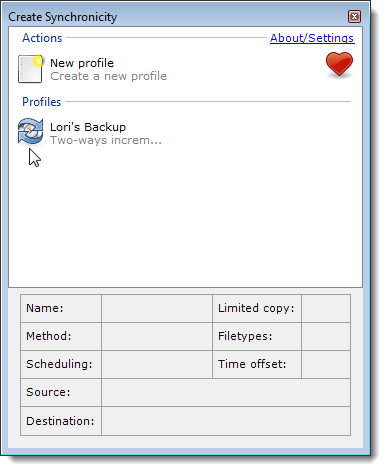 Create Synchronicity
Actions About/Settings
New profile
Create a new profile
Profiles
Lori's Backup
Two-ways increm...
Name: Limited copy:
Method: Filetypes:
Scheduling: Time offset:
Source:
Destination: